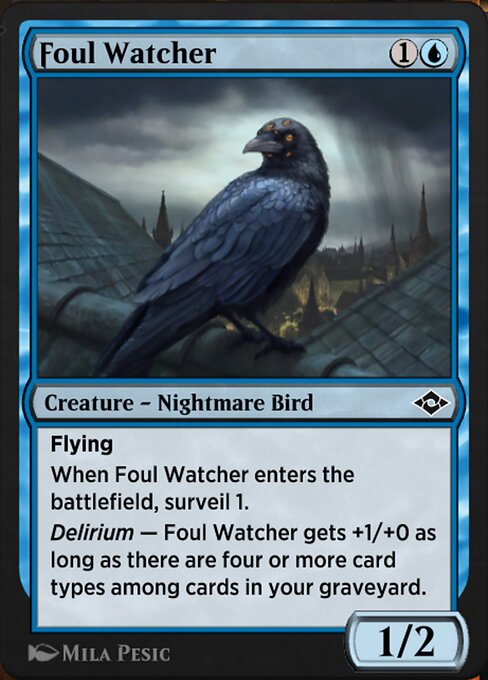 Foul Watcher 1
Creature – Nightmare Bird
Flying
When Foul Watcher enters the
battlefield, surveil 1.
Delirium — Foul Watcher gets +1/+0 as
long as there are four or more card
types among cards in your graveyard.
1/2
Mila Pesic